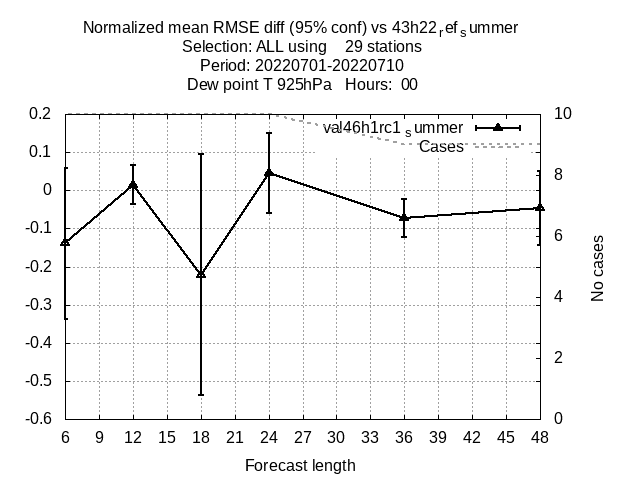 Normalized mean RMSE diff (95% conf) vs 43h22refsummer
Selection: ALL using 29 stations
Period: 20220701-20220710
Dew point T 925hPa Hours: 00
val46h1rc1summer
Cases
0.2
0.1
0
-0.1
-0.2
-0.3
-0.4
-0.5
-0.6
10
8
6
4
2
0
No cases
6 9 12 15 18 21 24 27 30 33 36 39 42 45 48
Forecast length